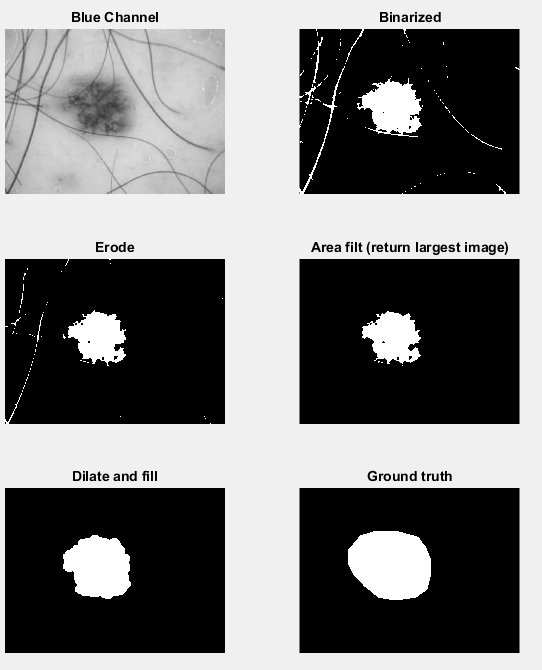 Blue Channel
Binarized
Erode
Area filt (return largest image)
Dilate and fill
Ground truth